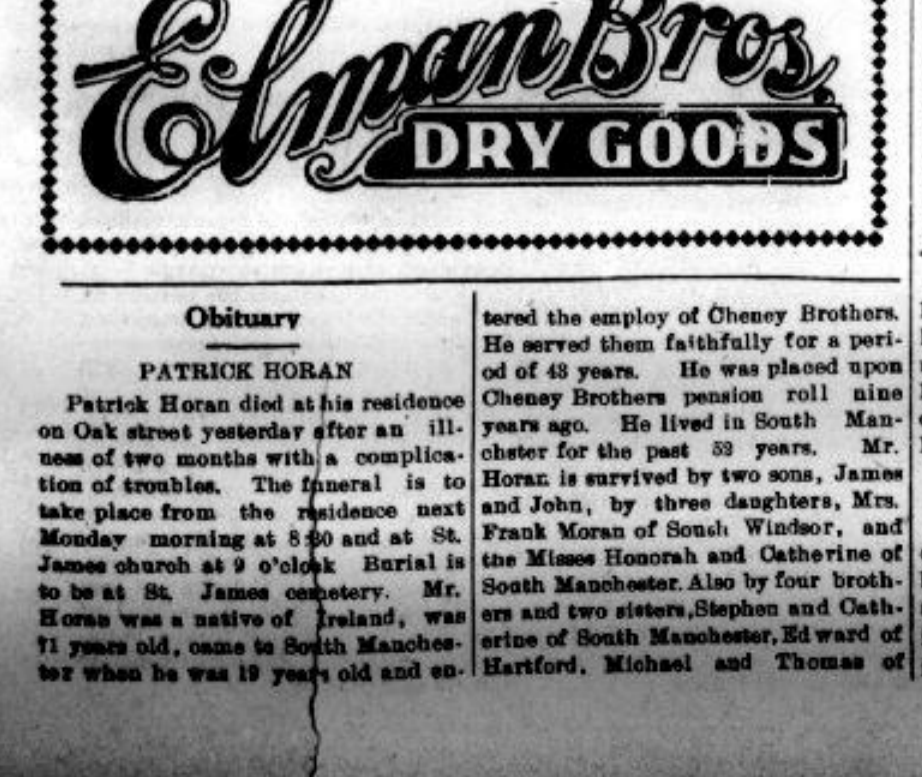 Elman Bros.
DRY GOODS
Obituary
PATRICK HORAN
Patrick Horan died at his residence
on Oak street yesterday after an ill-
ness of two months with a complica-
tion of troubles. The funeral is to
take place from the residence next
Monday morning at 8:30 and at St.
James church at 9 o'clock Burial is
to be at St. James cemetery. Mr.
Horan was a native of Ireland, was
71 years old, came to South Manches-
ter when he was 19 years old and en-
tered the employ of Cheney Brothers.
He served them faithfully for a peri-
od of 43 years. He was placed upon
Cheney Brothers pension roll nine
years ago. He lived in South Man-
chester for the past 52 years. Mr.
Horan is survived by two sons, James
and John, by three daughters, Mrs.
Frank Moran of South Windsor, and
the Misses Honorah and Catherine of
South Manchester. Also by four broth-
ers and two sisters, Stephen and Cath-
erine of South Manchester, Edward of
Hartford, Michael and Thomas of